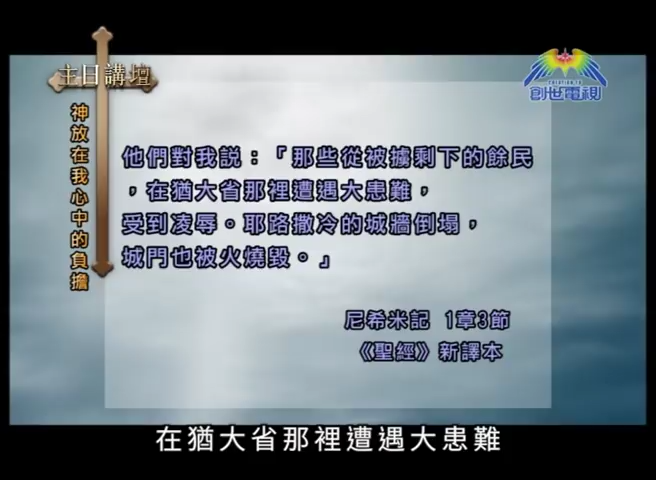 主日講壇
CREATION TV
創世電視
神放在我心中的負擔
他們對我説：「那些從被擄剩下的餘民
，在猶大省那裡遭遇大患難，
受到凌辱。耶路撒冷的城牆倒塌，
城門也被火燒毀。」
尼希米記 1章3節
《聖經》新譯本
在猶大省那裡遭遇大患難